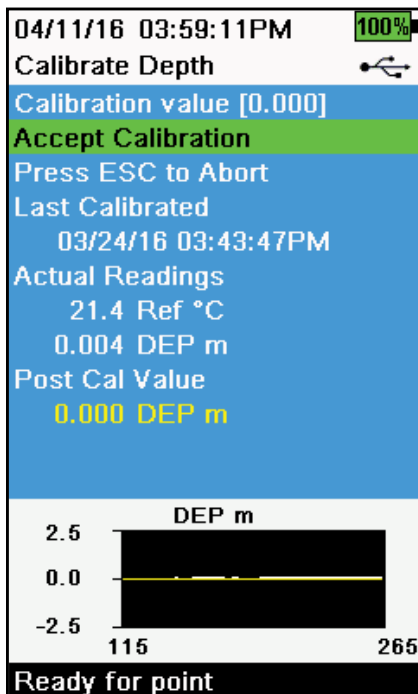 04/11/16 03:59:11PM 100%
Calibrate Depth
Calibration value [0.000]
Accept Calibration
Press ESC to Abort
Last Calibrated
03/24/16 03:43:47PM
Actual Readings
21.4 Ref °C
0.004 DEP m
Post Cal Value
0.000 DEP m
DEP m
2.5
0.0
-2.5
115 265
Ready for point